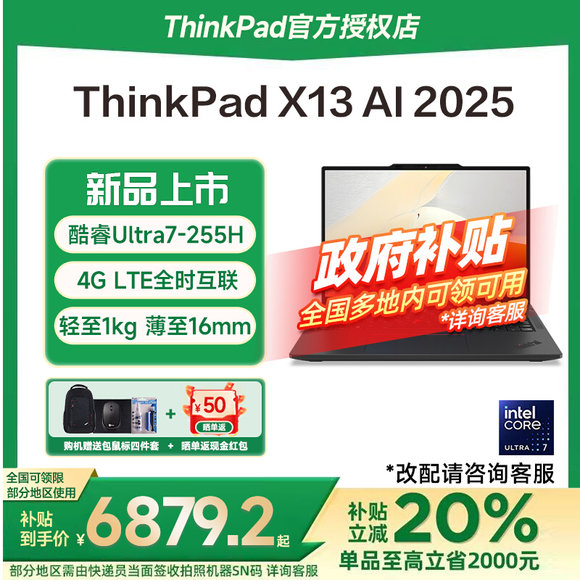 ThinkPad官方授权店
ThinkPad X13 AI 2025
新品上市
酷睿Ultra7-255H
4G LTE全时互联
轻至1kg 薄至16mm
政府补贴
全国多地内可领可用
*详询客服
¥50
晒单返
购机赠送包鼠标四件套 + 晒单返现金红包
intel
CORE
ULTRA 7
*改配请咨询客服
全国可领限
部分地区使用
补贴
到手价 ¥6879.2起
补贴
立减 20%
单品至高立省2000元
部分地区需由快递员当面签收拍照机器SN码 详询客服